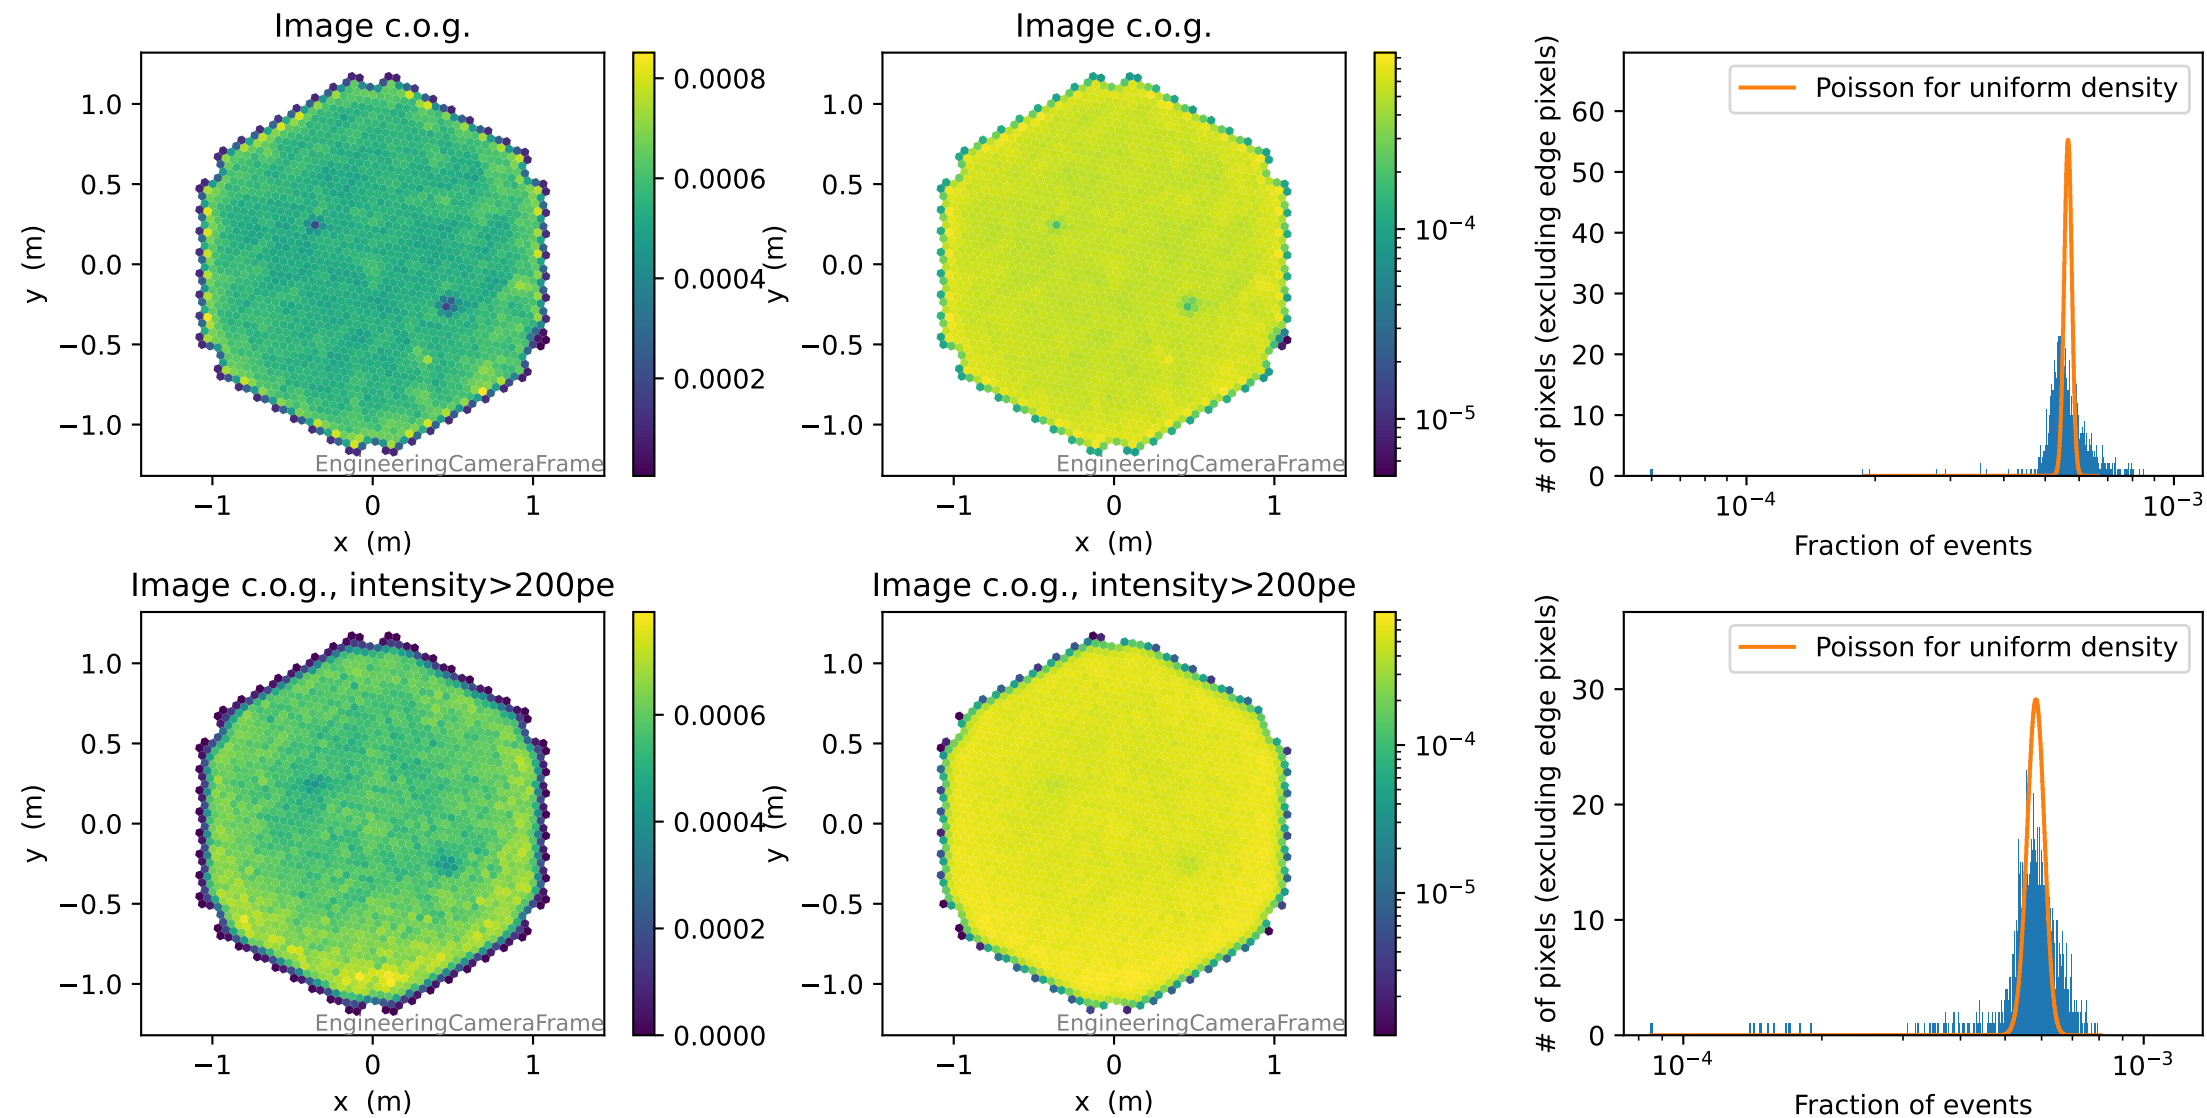 Image c.o.g.
1.0
0.5
0.0
−0.5
−1.0
y (m)
−1
0
1
x (m)
EngineeringCameraFrame
0.0008
0.0006
0.0004
0.0002
Image c.o.g.
1.0
0.5
0.0
−0.5
−1.0
y (m)
−1
0
1
x (m)
EngineeringCameraFrame
10⁻⁴
10⁻⁵
Poisson for uniform density
# of pixels (excluding edge pixels)
60
50
40
30
20
10
0
10⁻⁴
10⁻³
Fraction of events
Image c.o.g., intensity>200pe
1.0
0.5
0.0
−0.5
−1.0
y (m)
−1
0
1
x (m)
EngineeringCameraFrame
0.0006
0.0004
0.0002
0.0000
Image c.o.g., intensity>200pe
1.0
0.5
0.0
−0.5
−1.0
y (m)
−1
0
1
x (m)
EngineeringCameraFrame
10⁻⁴
10⁻⁵
Poisson for uniform density
# of pixels (excluding edge pixels)
30
20
10
0
10⁻⁴
10⁻³
Fraction of events